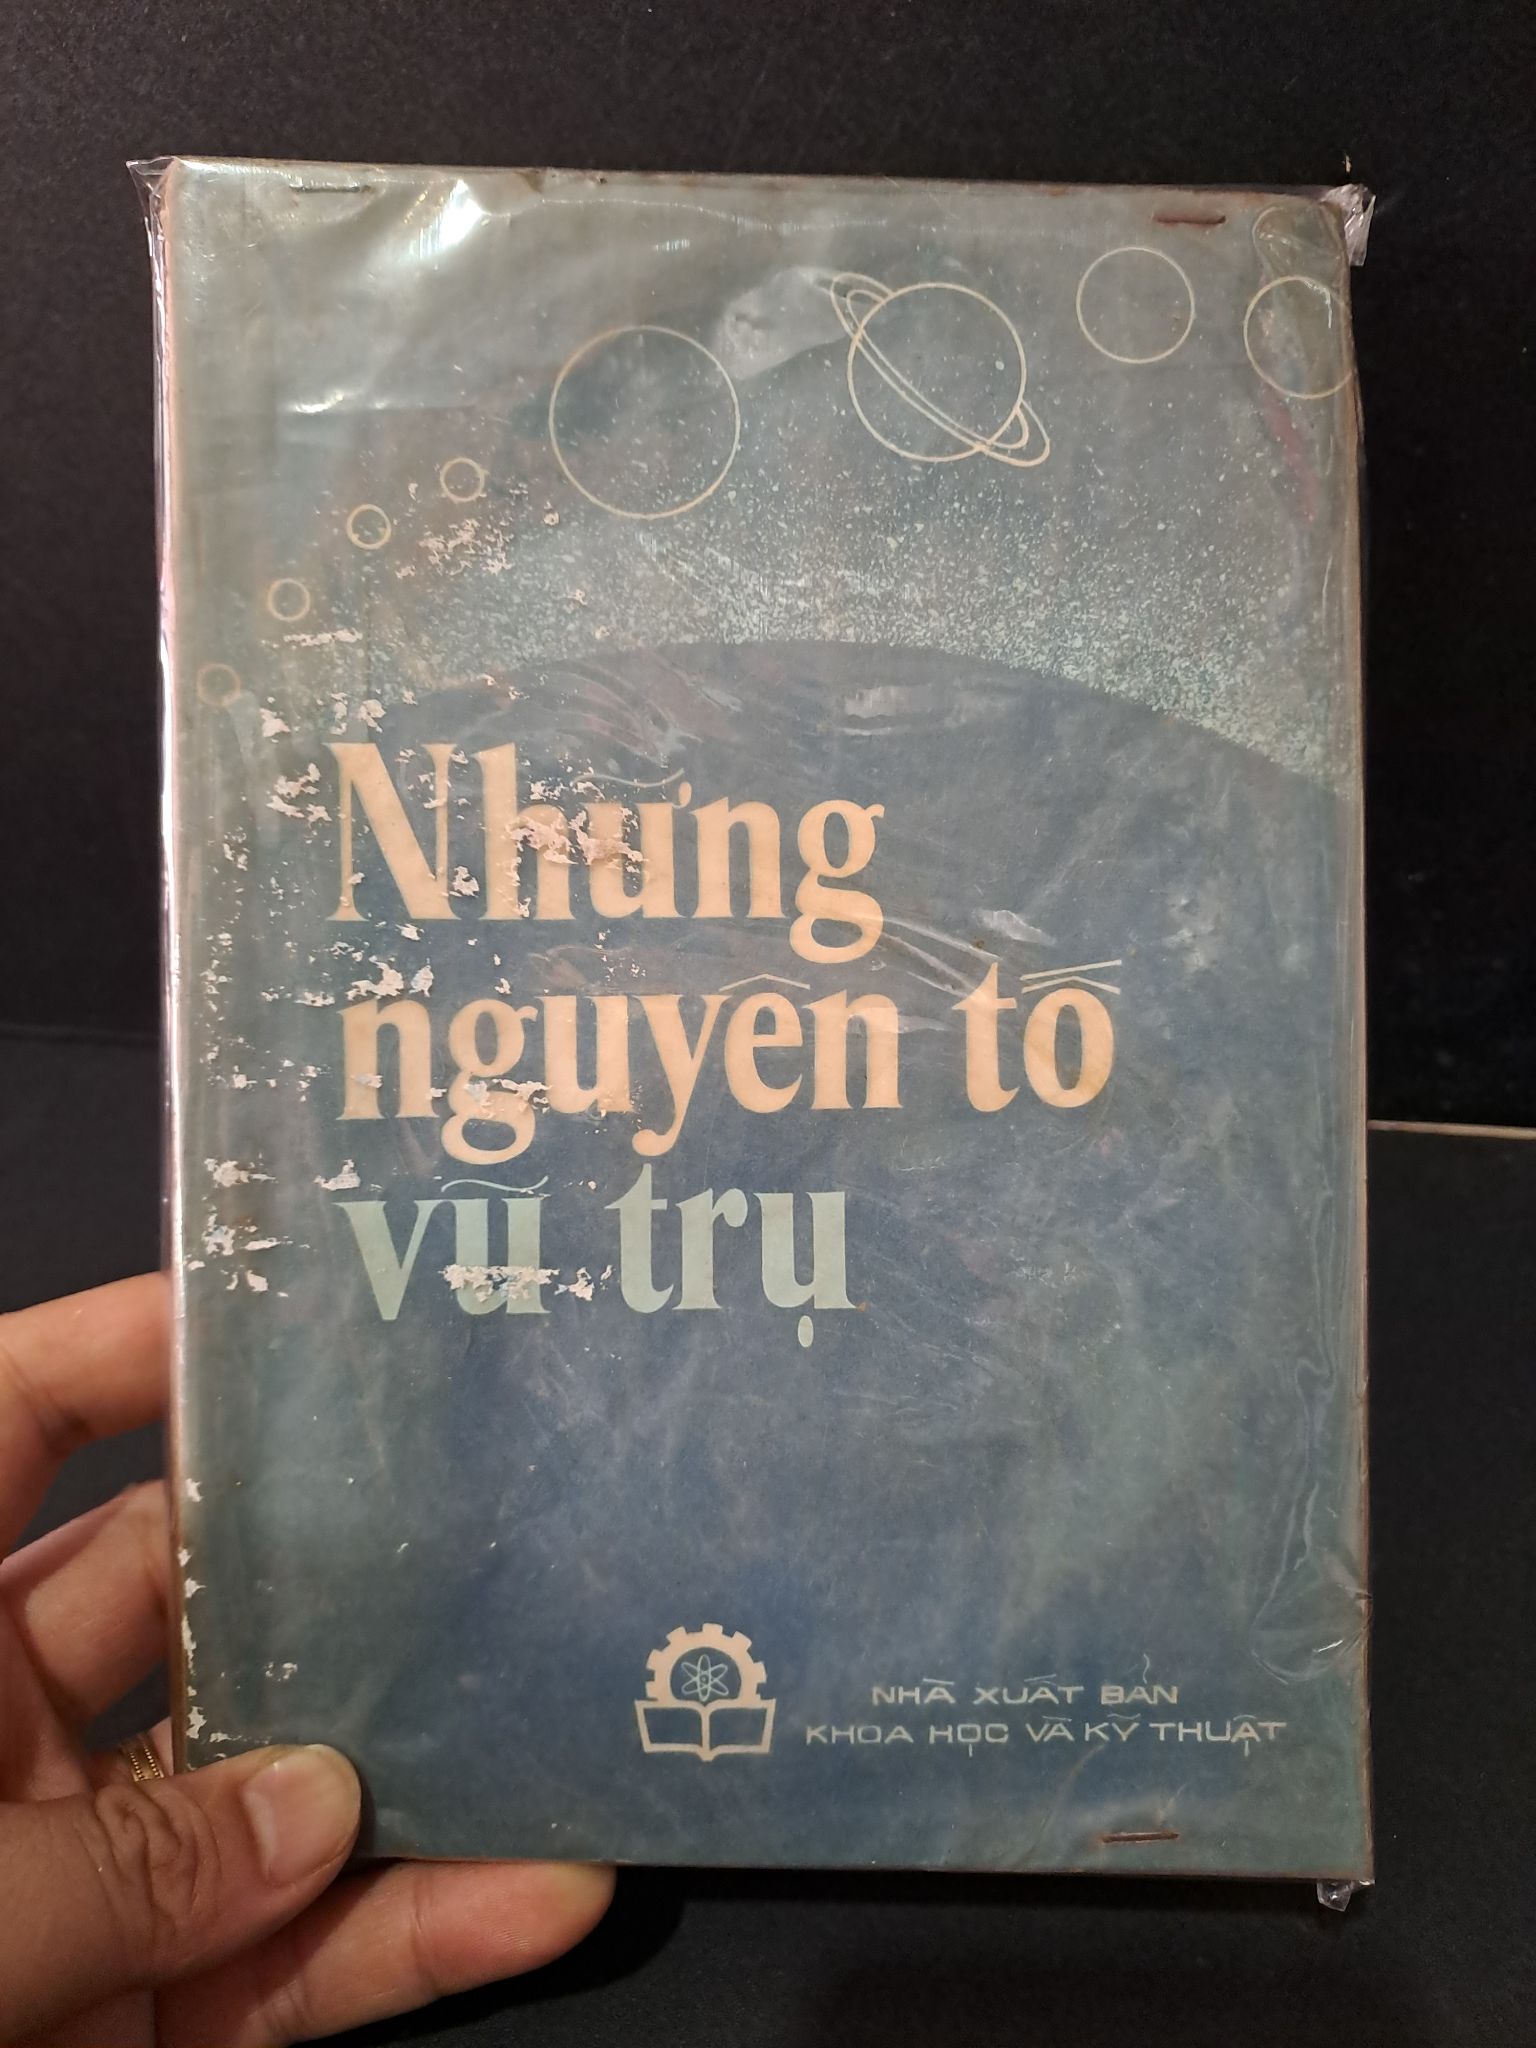 Những
nguyên tố
vũ trụ
NHÀ XUẤT BẢN
KHOA HỌC VÀ KỸ THUẬT